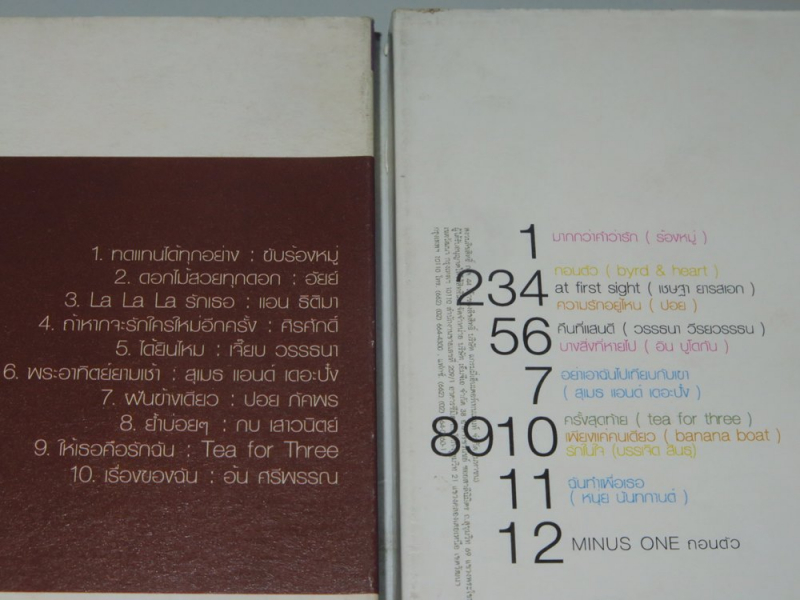 1. ทดแทนได้ทุกอย่าง : ขับร้องหมู่
2. ดอกไม้สวยทุกดอก : อัยย์
3. La La La รักเธอ : แอน ธิติมา
4. ถ้าหากจะรักใครใหม่อีกครั้ง : ศิรศักดิ์
5. ได้ยินไหม : เจี๊ยบ วรรธนา
6. พระอาทิตย์ยามเช้า : สุเมธ แอนด์ เดอะปั๋ง
7. ฝนข้างเดียว : ปอย ภัคพร
8. ย้ำบ่อยๆ : กบ เสาวนิตย์
9. ให้เธอคือรักฉัน : Tea for Three
10. เรื่องของฉัน : อ้น ศรีพรรณ
1 มากกว่าคำว่ารัก ( ร้องหมู่ )
2 ถอนตัว ( byrd & heart )
3 at first sight ( เชษฐา ยารสเอก )
4 ความรักอยู่ไหน ( ปอย )
5 คืนที่แสนดี ( วรรธนา วีรยวรรธน )
6 บางสิ่งที่หายไป ( อิน บูโดกัน )
7 อย่าเอาฉันไปเทียบกับเขา
( สุเมธ แอนด์ เดอะปั๋ง )
8 ครั้งสุดท้าย ( tea for three )
9 เพียงแค่คนเดียว ( banana boat )
10 รักในใจ
11 ฉันทำเพื่อเธอ
( หนุ่ย นันทกานต์ )
12 MINUS ONE ถอนตัว